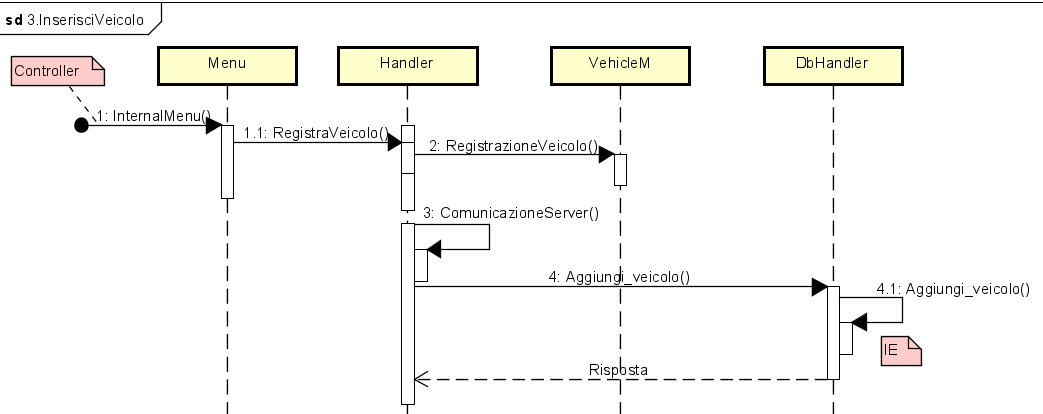 sd 3.InserisciVeicolo
Controller
Menu
Handler
VehicleM
DbHandler
1: InternalMenu()
1.1: RegistraVeicolo()
2: RegistrazioneVeicolo()
3: ComunicazioneServer()
4: Aggiungi_veicolo()
4.1: Aggiungi_veicolo()
IE
Risposta